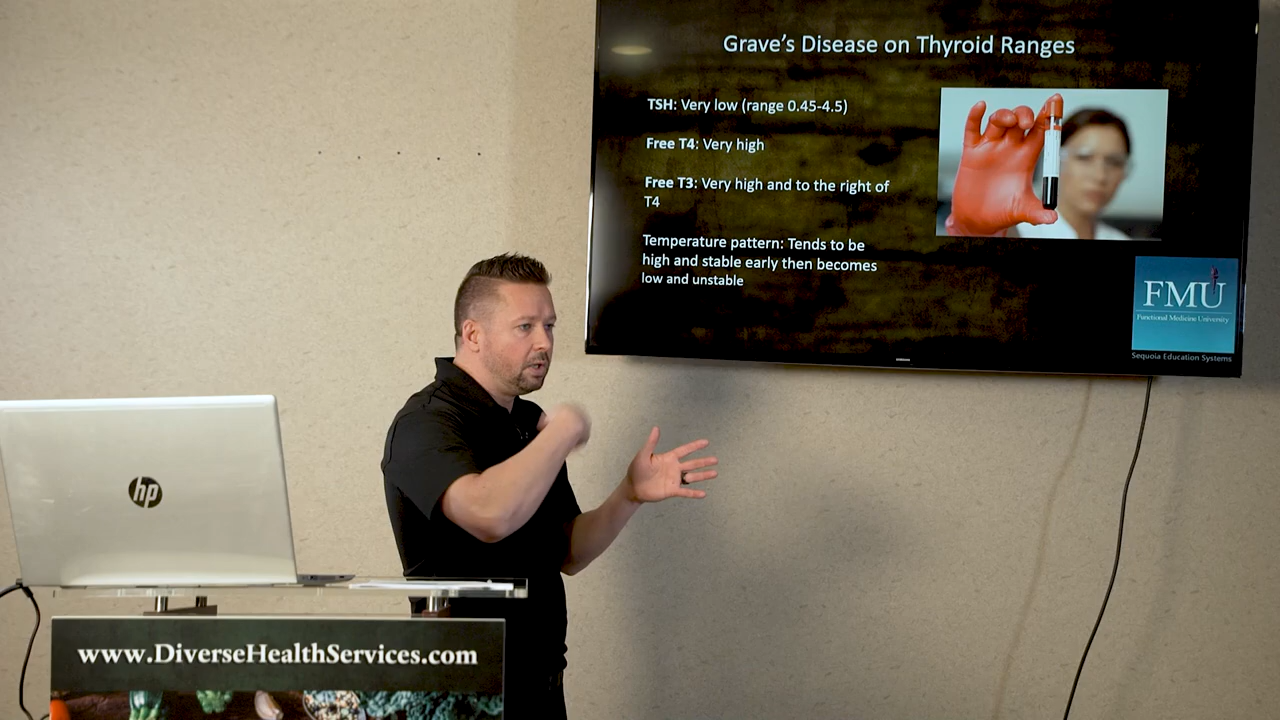 Grave's Disease on Thyroid Ranges
TSH: Very low (range 0.45-4.5)
Free T4: Very high
Free T3: Very high and to the right of
T4
Temperature pattern: Tends to be
high and stable early then becomes
low and unstable
FMU
Functional Medicine University
Sequoia Education Systems
SAMSUNG
hp
www.DiverseHealthServices.com